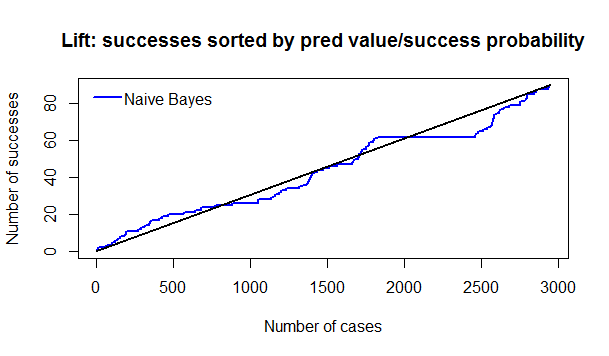 Lift: successes sorted by pred value/success probability
Naive Bayes
Number of successes
80
60
40
20
0
0 500 1000 1500 2000 2500 3000
Number of cases